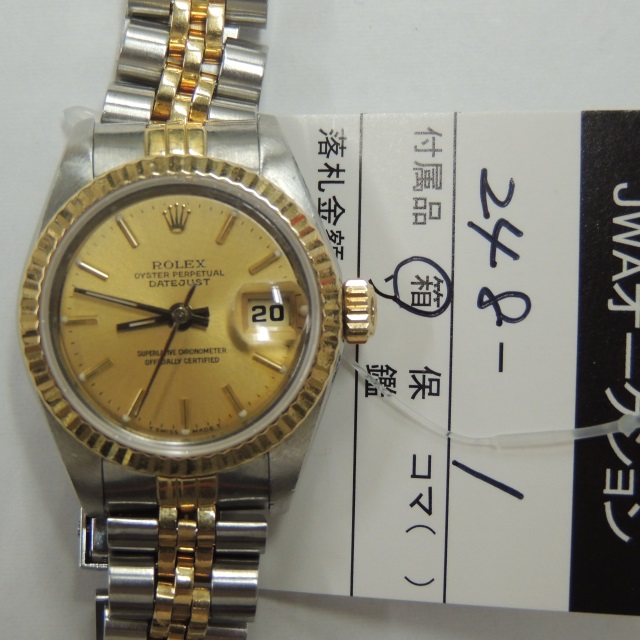 ROLEX
OYSTER PERPETUAL
DATEJUST
20
SUPERLATIVE CHRONOMETER
OFFICIALLY CERTIFIED
JWAオークション
248-1
付属品 箱 保 鑑 コマ( )
落札金額